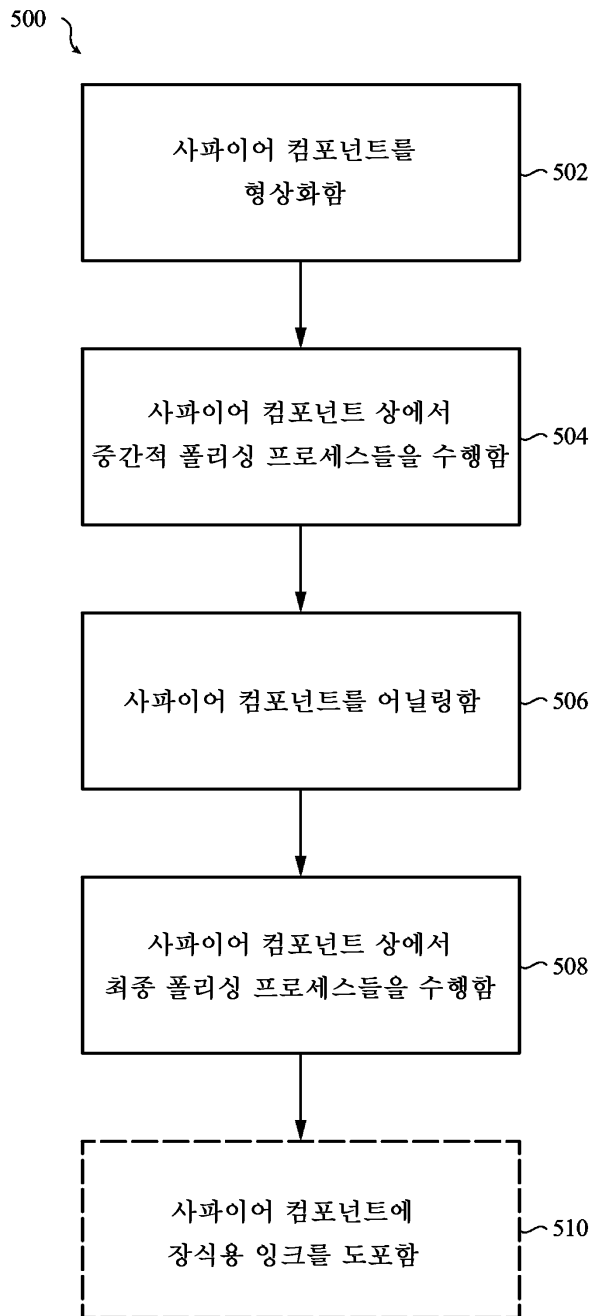 500
사파이어 컴포넌트를
형상화함
502
사파이어 컴포넌트 상에서
중간적 폴리싱 프로세스들을 수행함
504
사파이어 컴포넌트를 어닐링함
506
사파이어 컴포넌트 상에서
최종 폴리싱 프로세스들을 수행함
508
사파이어 컴포넌트에
장식용 잉크를 도포함
510